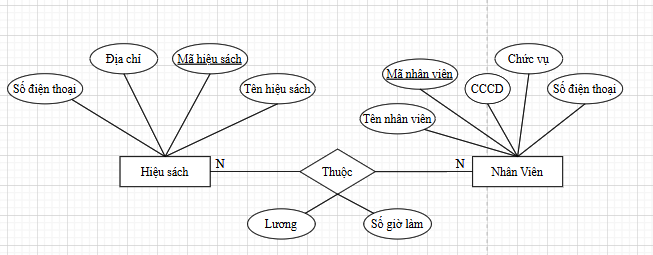 Số điện thoại
Địa chỉ
Mã hiệu sách
Tên hiệu sách
Mã nhân viên
CCCD
Chức vụ
Số điện thoại
Tên nhân viên
Hiệu sách
N
Thuộc
N
Nhân Viên
Lương
Số giờ làm